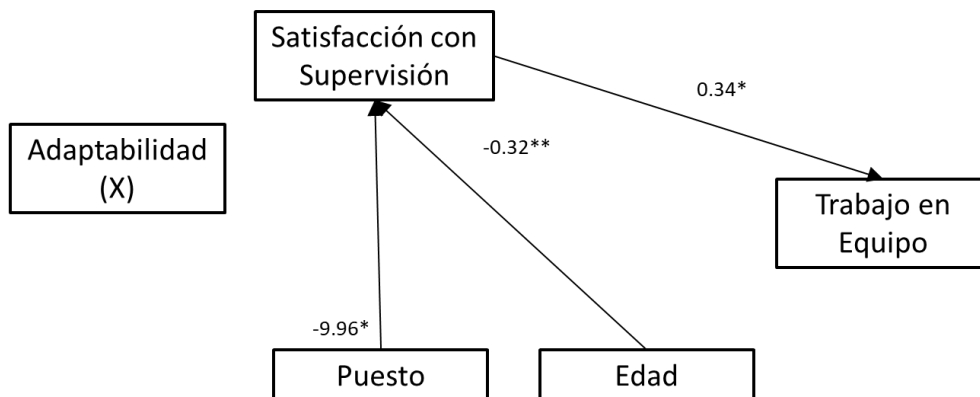 Satisfacción con
Supervisión
0.34*
Adaptabilidad
(X)
-0.32**
Trabajo en
Equipo
-9.96*
Puesto
Edad